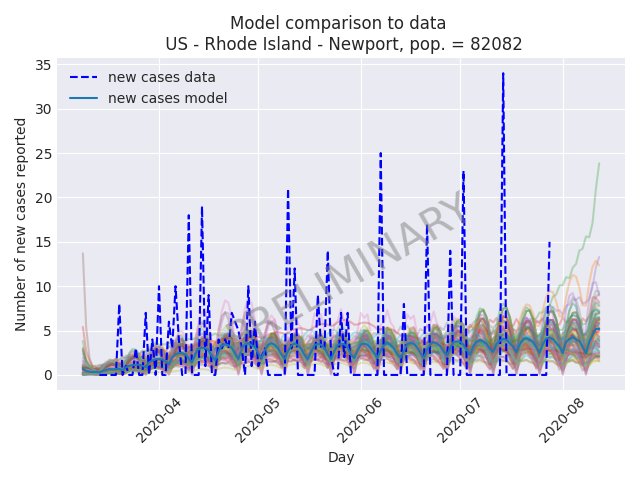 Model comparison to data
US - Rhode Island - Newport, pop. = 82082
Number of new cases reported
35
30
25
20
15
10
5
0
new cases data
new cases model
PRELIMINARY
2020-04
2020-05
2020-06
2020-07
2020-08
Day